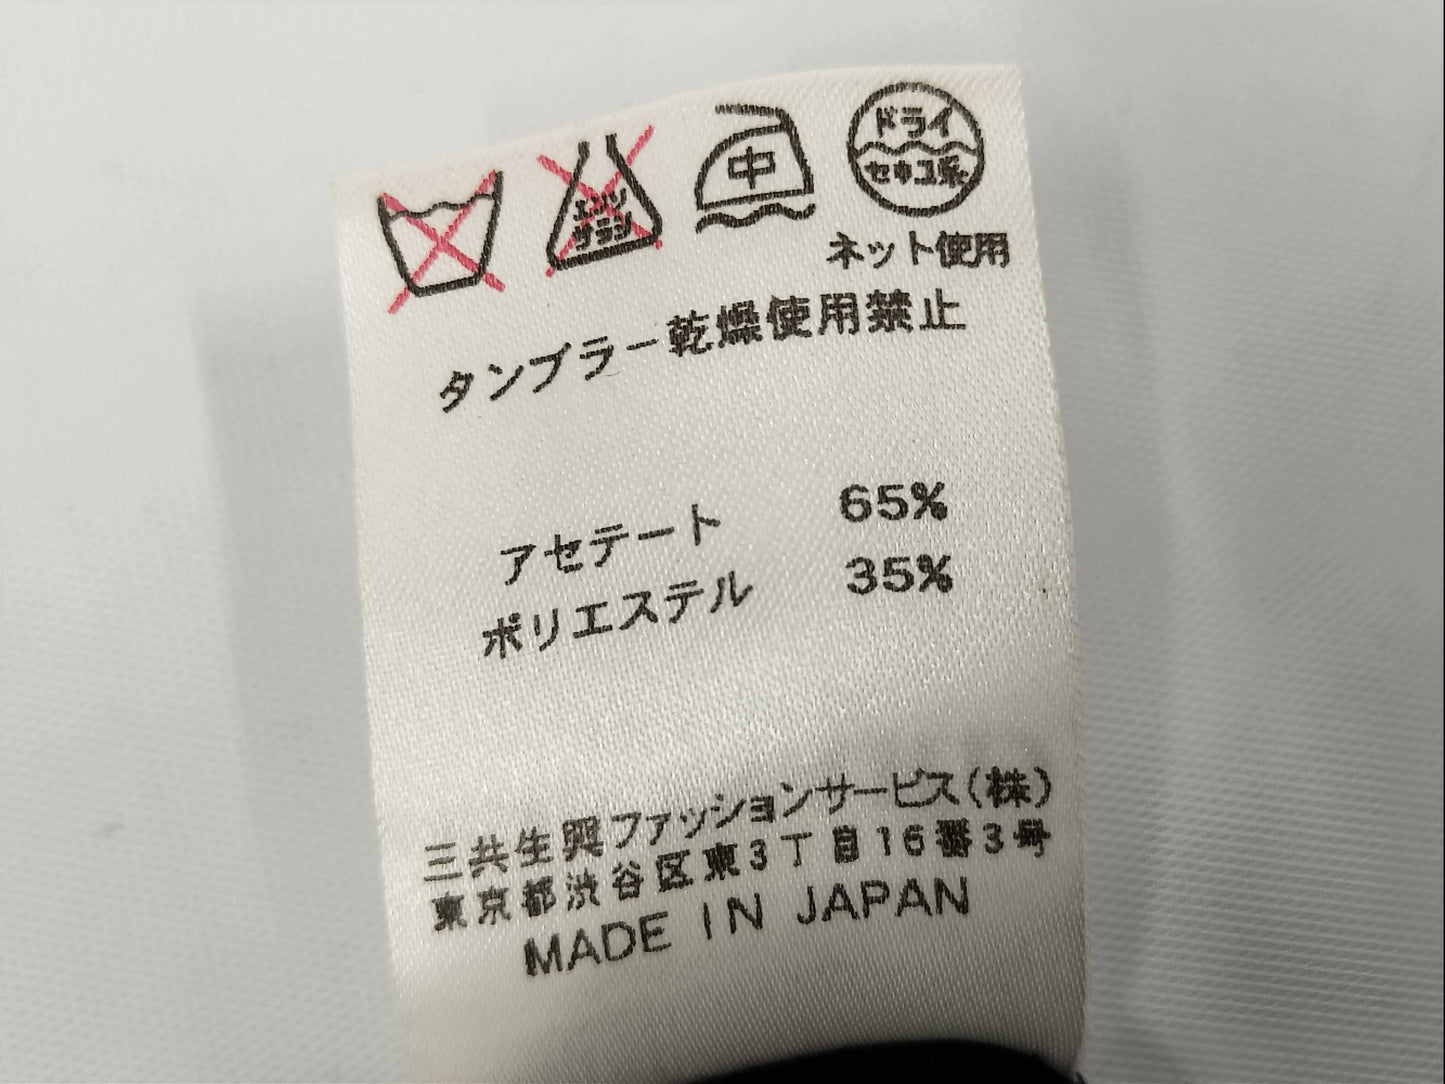 エンソ
サラシ
中
ドライ
セキユ系
ネット使用
タンブラー乾燥使用禁止
アセテート 65%
ポリエステル 35%
三共生興ファッションサービス(株)
東京都渋谷区東3丁目16番3号
MADE IN JAPAN